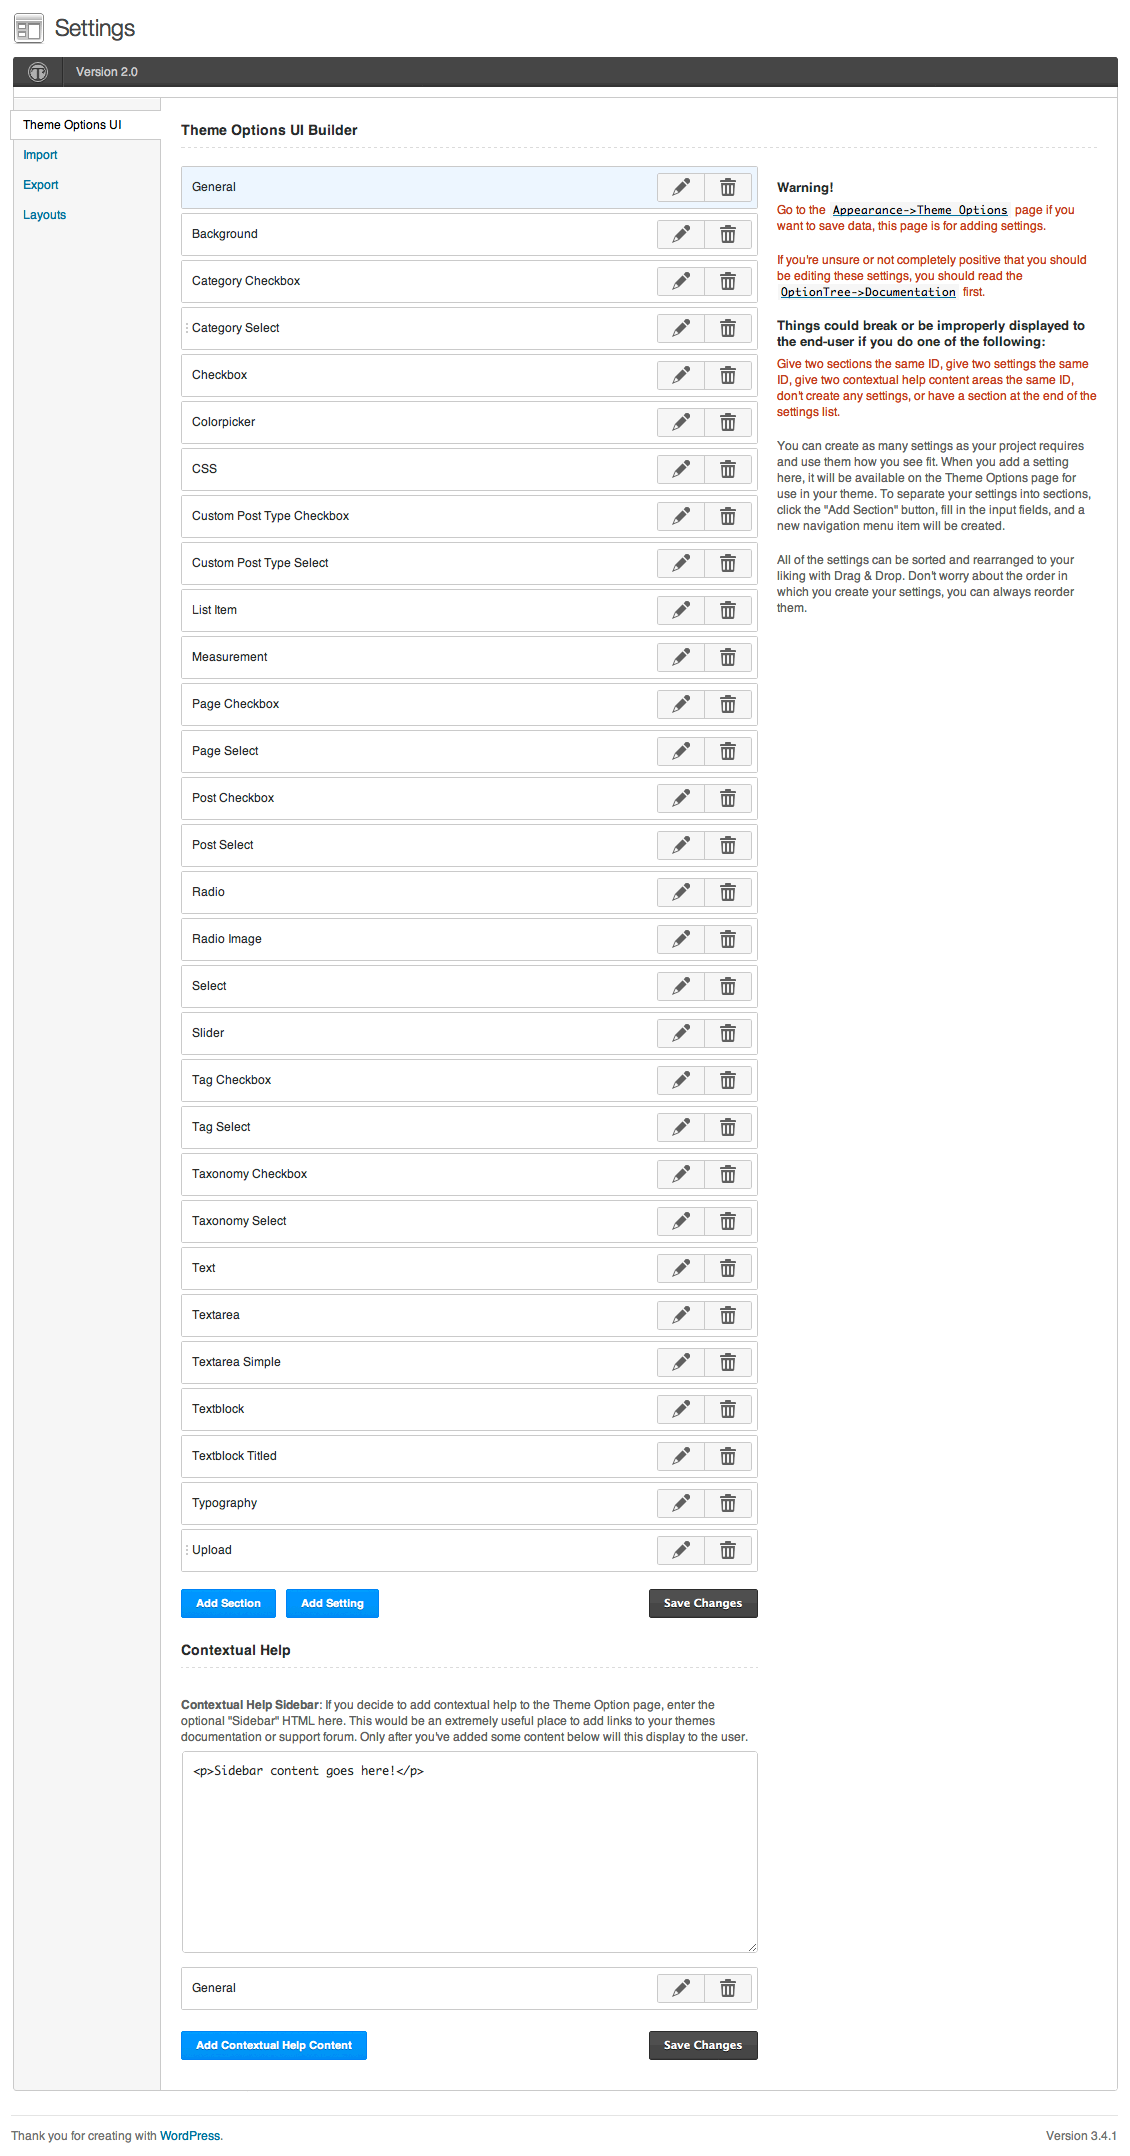 Settings
Version 2.0
Theme Options UI
Import
Export
Layouts
Theme Options UI Builder
General
Background
Category Checkbox
Category Select
Checkbox
Colorpicker
CSS
Custom Post Type Checkbox
Custom Post Type Select
List Item
Measurement
Page Checkbox
Page Select
Post Checkbox
Post Select
Radio
Radio Image
Select
Slider
Tag Checkbox
Tag Select
Taxonomy Checkbox
Taxonomy Select
Text
Textarea
Textarea Simple
Textblock
Textblock Titled
Typography
Upload
Add Section
Add Setting
Save Changes
Warning!
Go to the Appearance->Theme Options page if you
want to save data, this page is for adding settings.
If you're unsure or not completely positive that you should
be editing these settings, you should read the
OptionTree->Documentation first.
Things could break or be improperly displayed to
the end-user if you do one of the following:
Give two sections the same ID, give two settings the same
ID, give two contextual help content areas the same ID,
don't create any settings, or have a section at the end of the
settings list.
You can create as many settings as your project requires
and use them how you see fit. When you add a setting
here, it will be available on the Theme Options page for
use in your theme. To separate your settings into sections,
click the "Add Section" button, fill in the input fields, and a
new navigation menu item will be created.
All of the settings can be sorted and rearranged to your
liking with Drag & Drop. Don't worry about the order in
which you create your settings, you can always reorder
them.
Contextual Help
Contextual Help Sidebar: If you decide to add contextual help to the Theme Option page, enter the
optional "Sidebar" HTML here. This would be an extremely useful place to add links to your themes
documentation or support forum. Only after you've added some content below will this display to the user.
<p>Sidebar content goes here!</p>
General
Add Contextual Help Content
Save Changes
Thank you for creating with WordPress.
Version 3.4.1